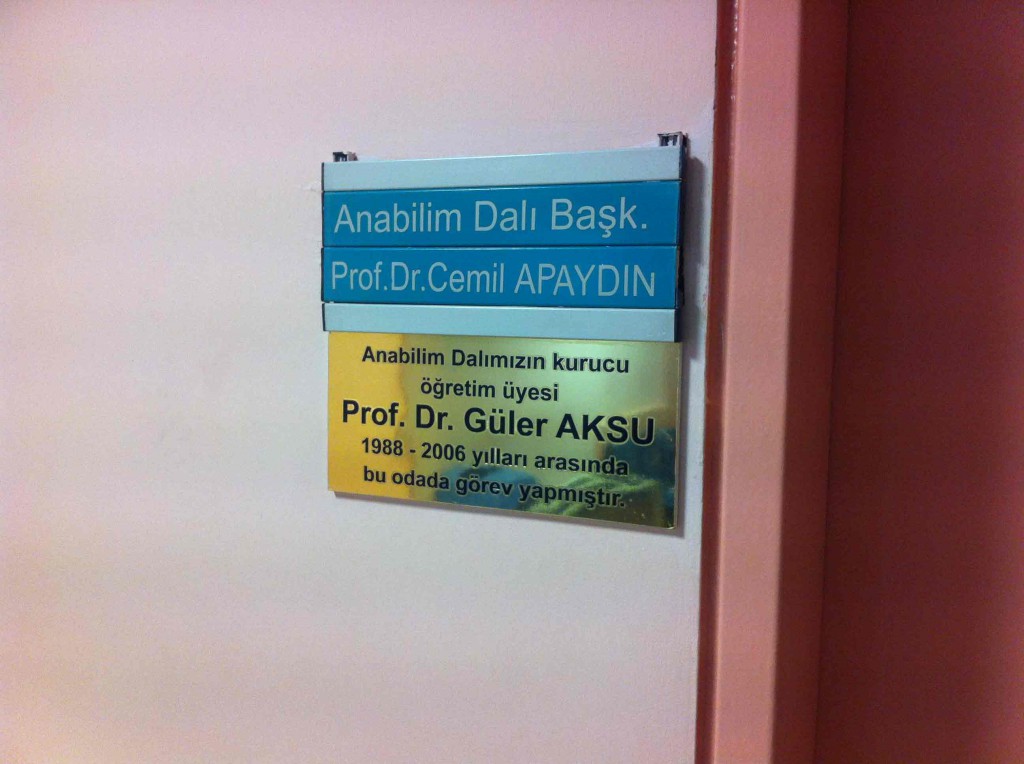 Anabilim Dalı Başk.
Prof.Dr.Cemil APAYDIN
Anabilim Dalımızın kurucu
öğretim üyesi
Prof. Dr. Güler AKSU
1988 - 2006 yılları arasında
bu odada görev yapmıştır.